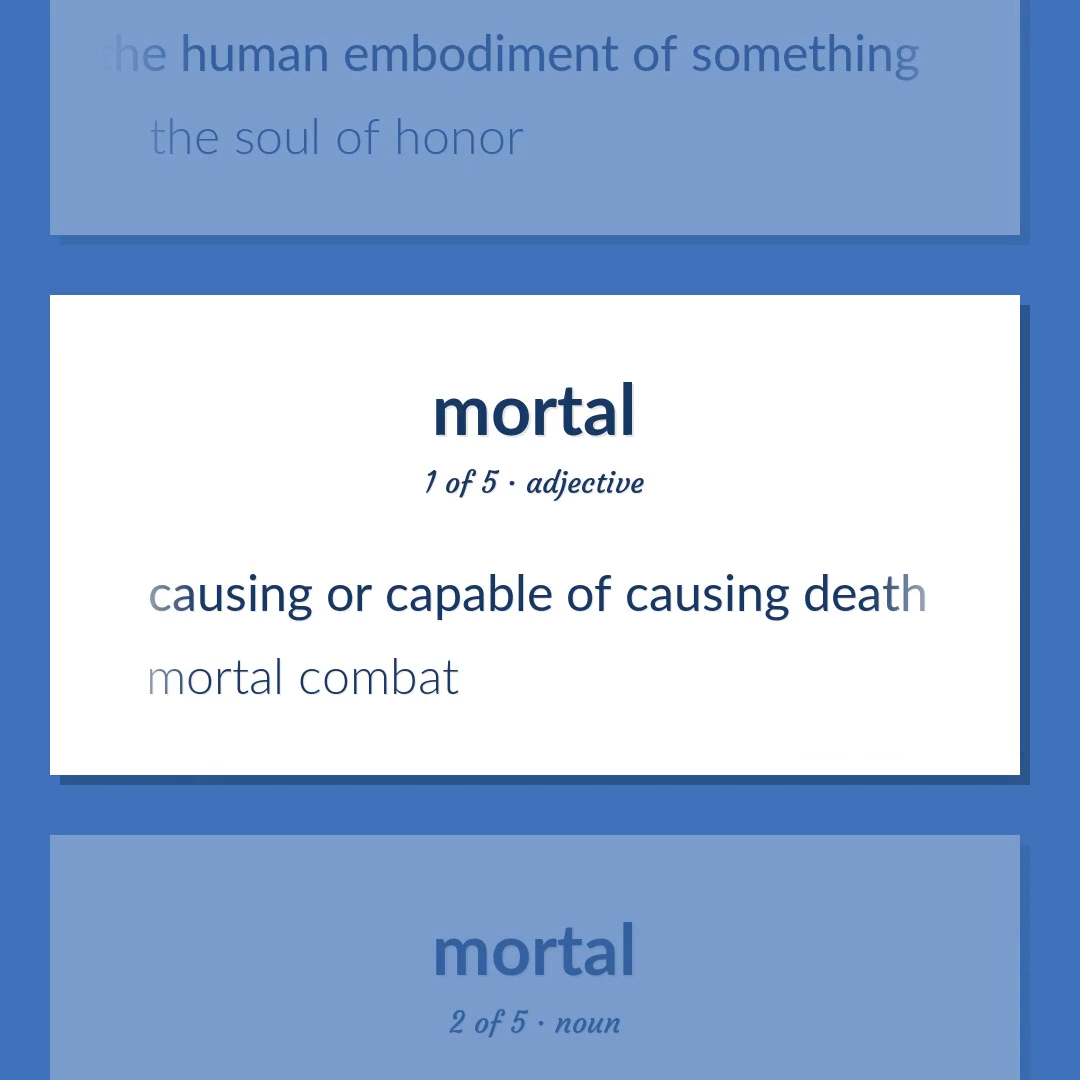 the human embodiment of something
the soul of honor
mortal
1 of 5 · adjective
causing or capable of causing death
mortal combat
mortal
2 of 5 · noun